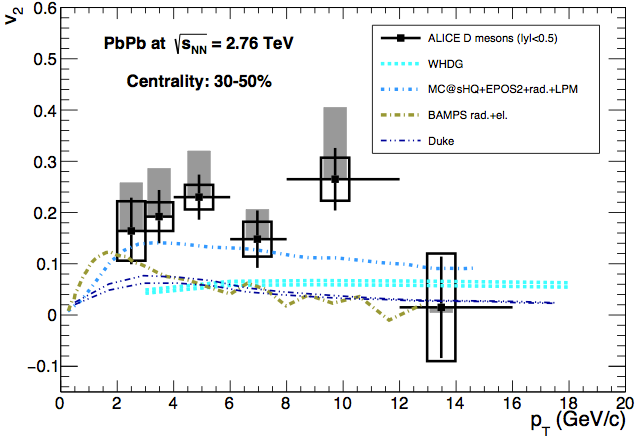 v2
0.6
0.5
0.4
0.3
0.2
0.1
0
-0.1
PbPb at √sNN = 2.76 TeV
Centrality: 30-50%
ALICE D mesons (lyl<0.5)
WHDG
MC@sHQ+EPOS2+rad.+LPM
BAMPS rad.+el.
Duke
0 2 4 6 8 10 12 14 16 18 20
pT (GeV/c)